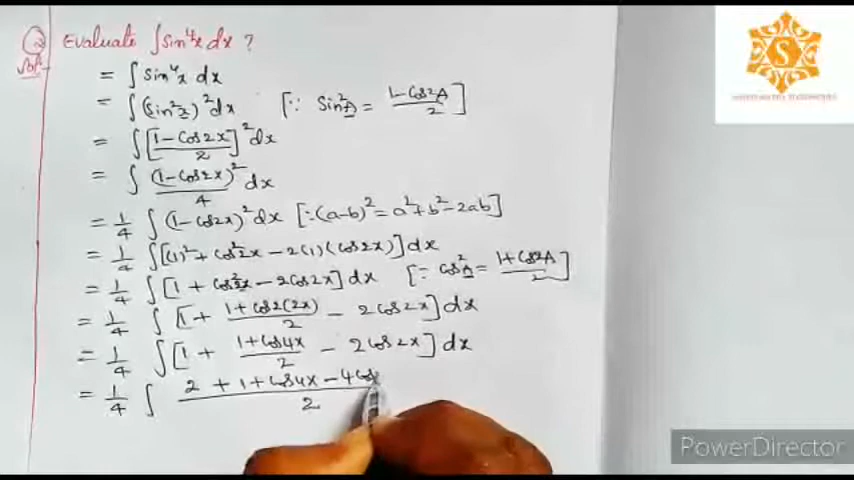 Q Evaluate ∫sin⁴x dx ?
Sol:-
= ∫ sin⁴x dx
= ∫ (sin²x)² dx [∵ sin²A = (1-cos2A)/2]
= ∫ [(1-cos2x)/2]² dx
= ∫ (1-cos2x)²/4 dx
= 1/4 ∫ (1-cos2x)² dx [∵ (a-b)² = a²+b²-2ab]
= 1/4 ∫ [(1)² + cos²2x - 2(1)(cos2x)] dx
= 1/4 ∫ [1 + cos²2x - 2cos2x] dx [∵ cos²A = (1+cos2A)/2]
= 1/4 ∫ [1 + (1+cos2(2x))/2 - 2cos2x] dx
= 1/4 ∫ [1 + (1+cos4x)/2 - 2cos2x] dx
= 1/4 ∫ (2 + 1 + cos4x - 4cos)/2
S
PowerDirector